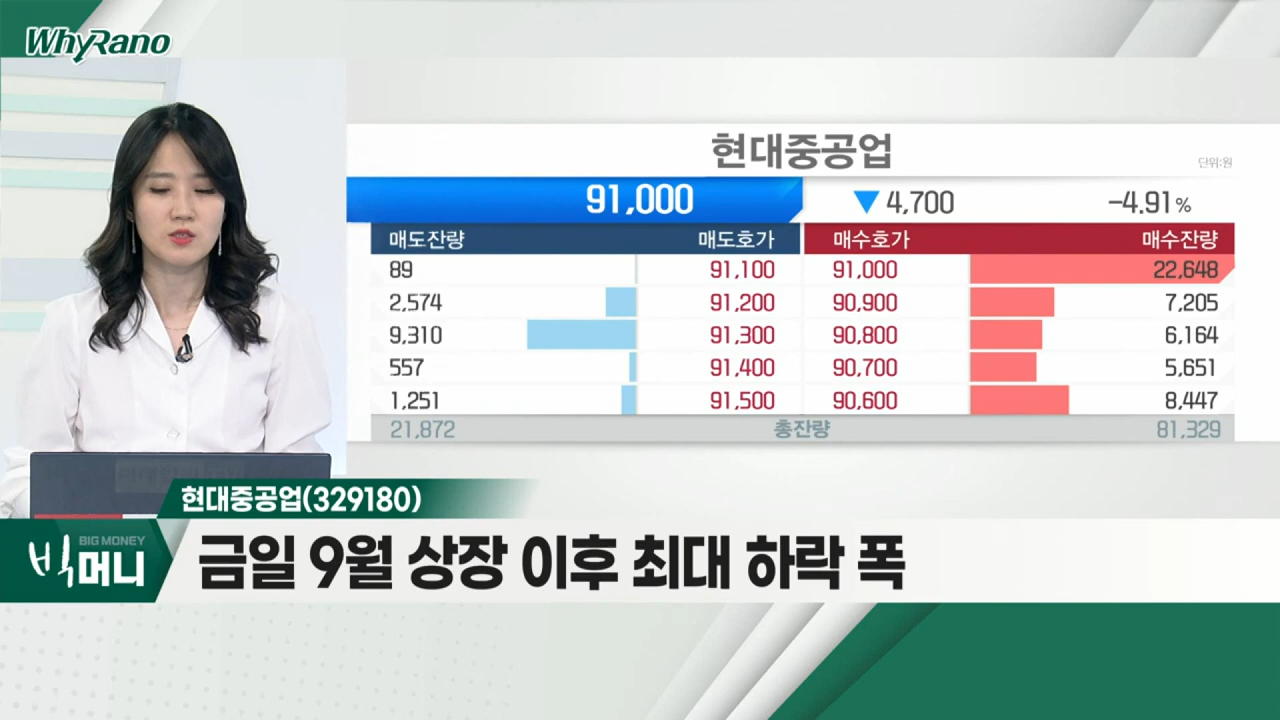 WhyRano
현대중공업
단위:원
91,000 ▼ 4,700 -4.91 %
매도잔량 매도호가 매수호가 매수잔량
89 91,100 91,000 22,648
2,574 91,200 90,900 7,205
9,310 91,300 90,800 6,164
557 91,400 90,700 5,651
1,251 91,500 90,600 8,447
21,872 총잔량 81,329
현대중공업(329180)
BIG MONEY
빅머니
금일 9월 상장 이후 최대 하락 폭